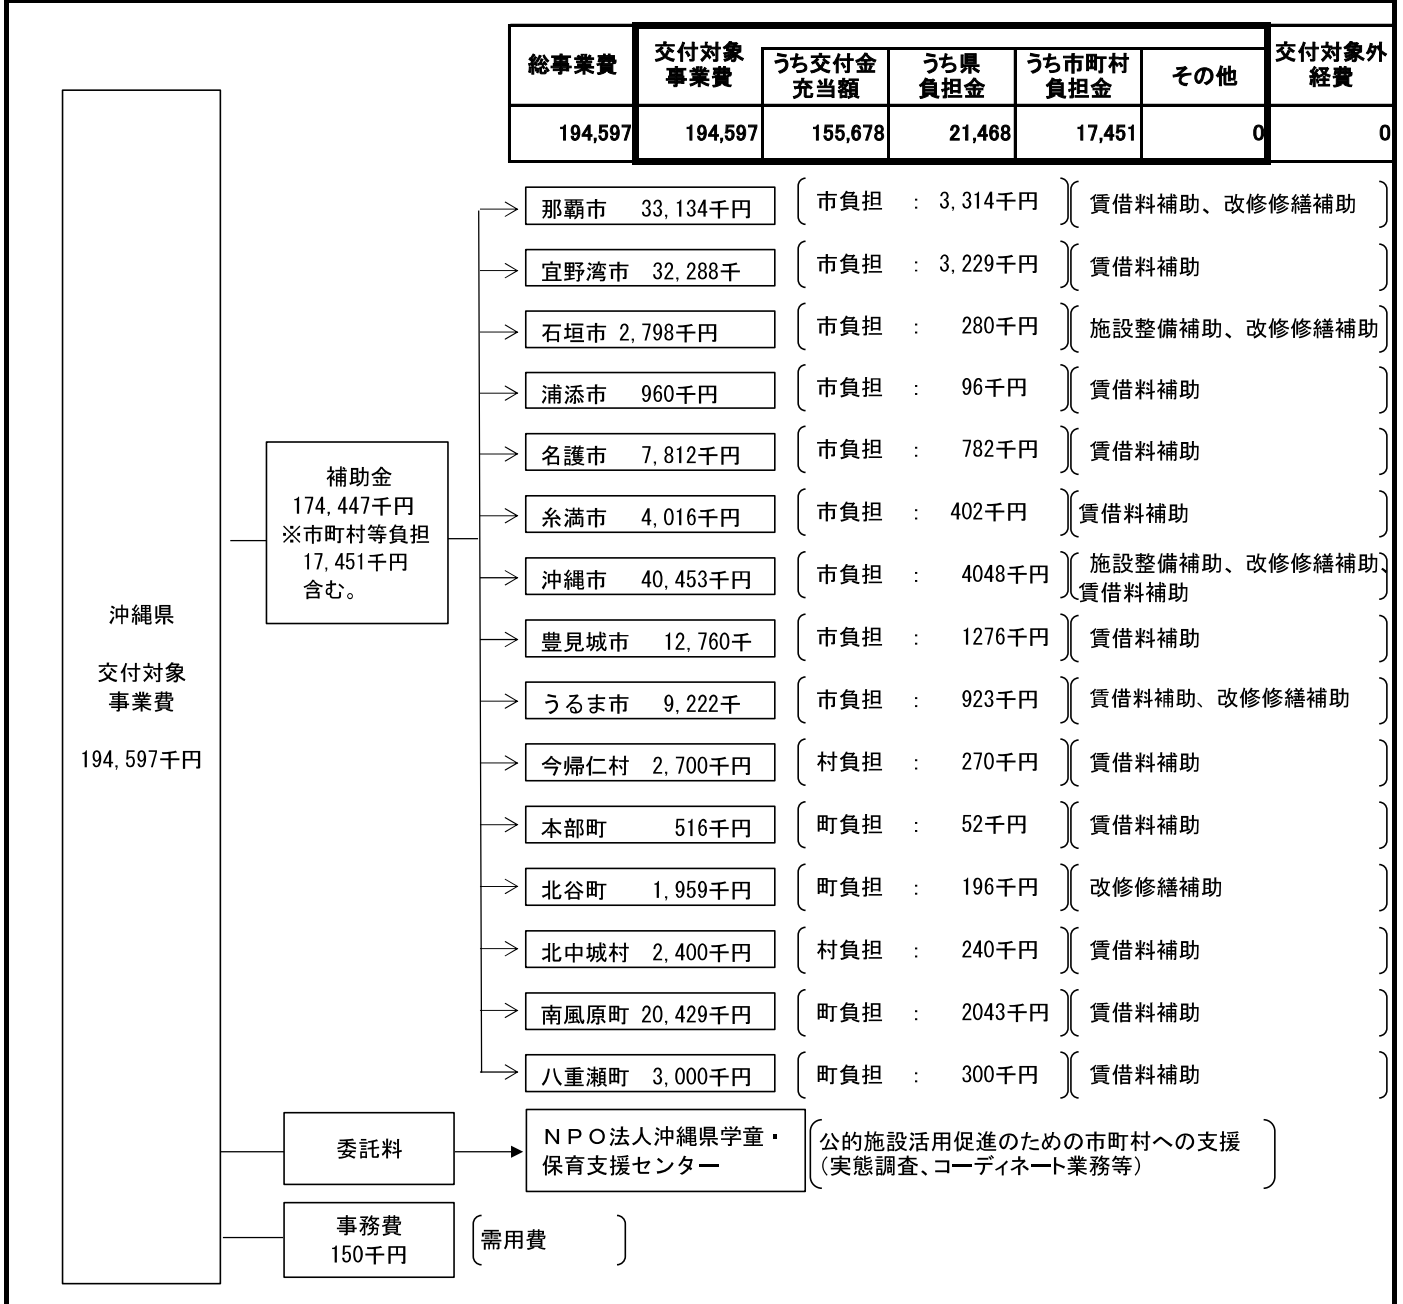 総事業費 交付対象事業費 うち交付金充当額 うち県負担金 うち市町村負担金 その他 交付対象外経費
194,597 194,597 155,678 21,468 17,451 0 0
那覇市 33,134千円 市負担 : 3,314千円 賃借料補助、改修修繕補助
宜野湾市 32,288千 市負担 : 3,229千円 賃借料補助
石垣市 2,798千円 市負担 : 280千円 施設整備補助、改修修繕補助
浦添市 960千円 市負担 : 96千円 賃借料補助
名護市 7,812千円 市負担 : 782千円 賃借料補助
補助金
174,447千円
※市町村等負担
17,451千円
含む。
糸満市 4,016千円 市負担 : 402千円 賃借料補助
沖縄市 40,453千円 市負担 : 4048千円 施設整備補助、改修修繕補助、
賃借料補助
沖縄県
交付対象
事業費
194,597千円
豊見城市 12,760千 市負担 : 1276千円 賃借料補助
うるま市 9,222千 市負担 : 923千円 賃借料補助、改修修繕補助
今帰仁村 2,700千円 村負担 : 270千円 賃借料補助
本部町 516千円 町負担 : 52千円 賃借料補助
北谷町 1,959千円 町負担 : 196千円 改修修繕補助
北中城村 2,400千円 村負担 : 240千円 賃借料補助
南風原町 20,429千円 町負担 : 2043千円 賃借料補助
八重瀬町 3,000千円 町負担 : 300千円 賃借料補助
委託料
ＮＰＯ法人沖縄県学童・
保育支援センター
公的施設活用促進のための市町村への支援
（実態調査、コーディネート業務等）
事務費
150千円
需用費